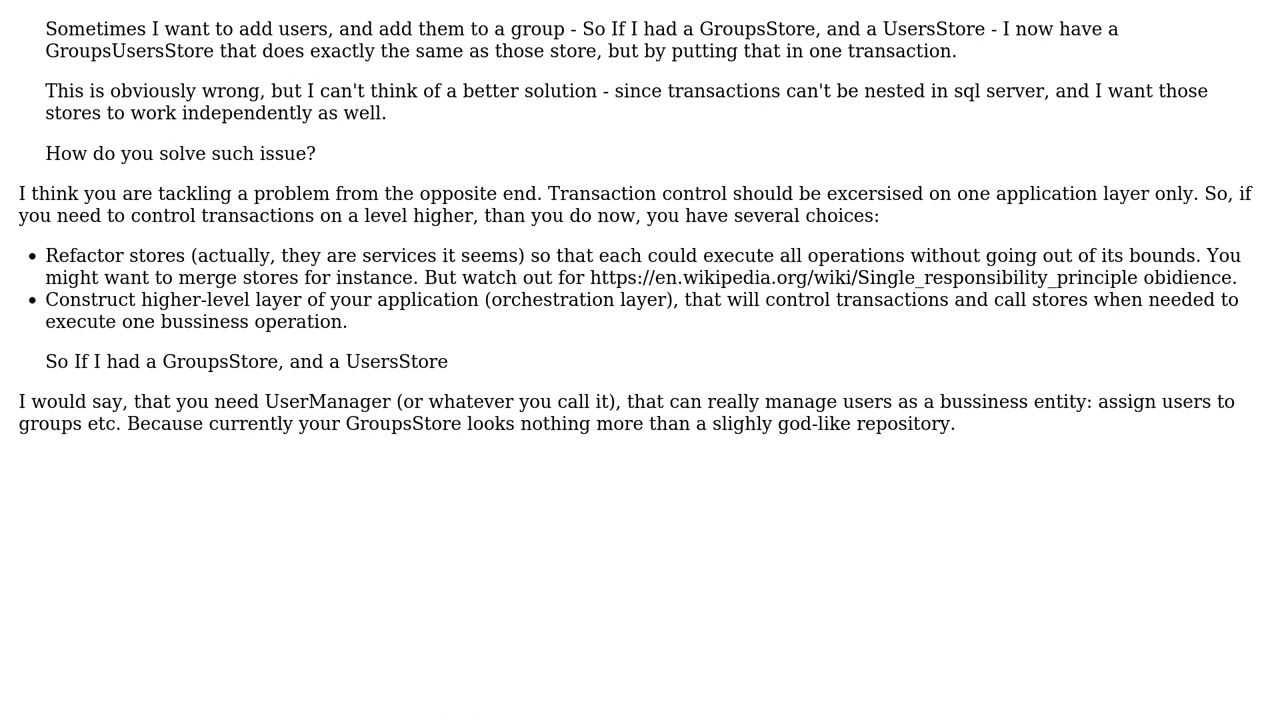 Sometimes I want to add users, and add them to a group - So If I had a GroupsStore, and a UsersStore - I now have a
GroupsUsersStore that does exactly the same as those store, but by putting that in one transaction.
This is obviously wrong, but I can't think of a better solution - since transactions can't be nested in sql server, and I want those
stores to work independently as well.
How do you solve such issue?
I think you are tackling a problem from the opposite end. Transaction control should be excersised on one application layer only. So, if
you need to control transactions on a level higher, than you do now, you have several choices:
• Refactor stores (actually, they are services it seems) so that each could execute all operations without going out of its bounds. You
might want to merge stores for instance. But watch out for https://en.wikipedia.org/wiki/Single_responsibility_principle obidience.
• Construct higher-level layer of your application (orchestration layer), that will control transactions and call stores when needed to
execute one bussiness operation.
So If I had a GroupsStore, and a UsersStore
I would say, that you need UserManager (or whatever you call it), that can really manage users as a bussiness entity: assign users to
groups etc. Because currently your GroupsStore looks nothing more than a slighly god-like repository.